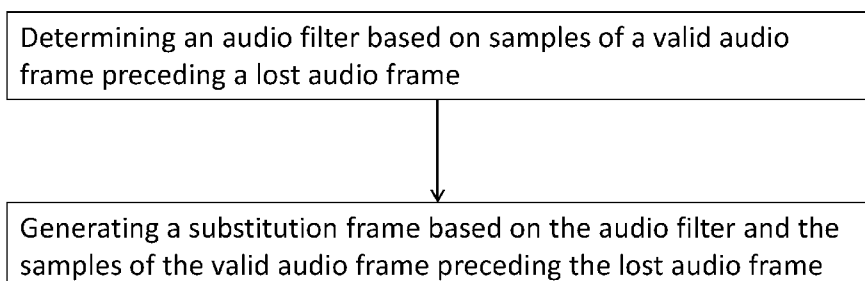 Determining an audio filter based on samples of a valid audio
frame preceding a lost audio frame
Generating a substitution frame based on the audio filter and the
samples of the valid audio frame preceding the lost audio frame